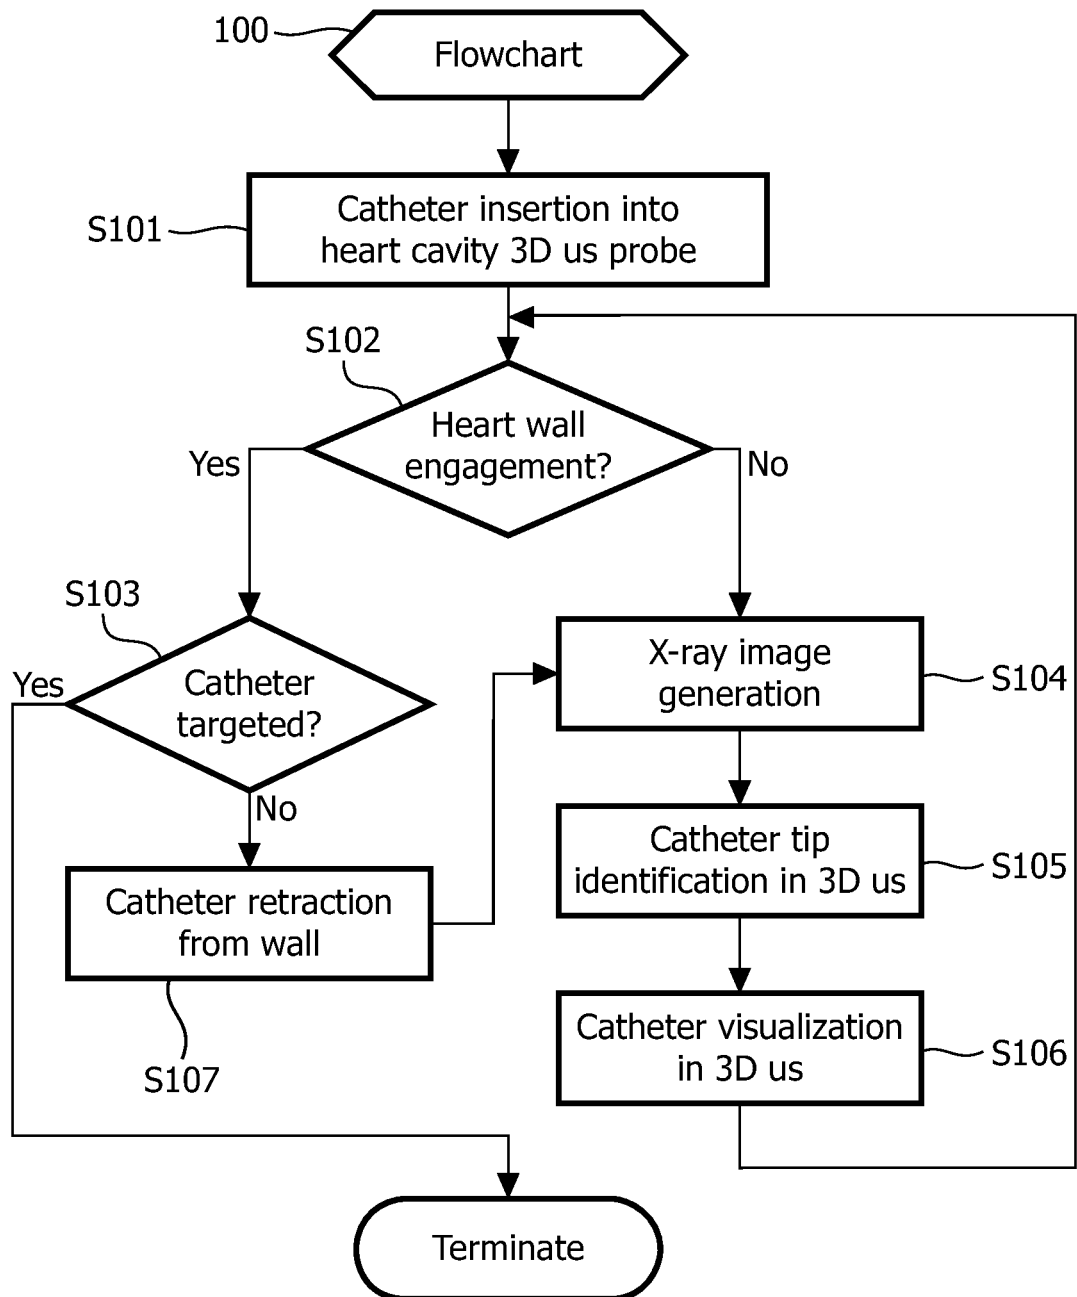 100
Flowchart
S101
Catheter insertion into
heart cavity 3D us probe
S102
Heart wall
engagement?
Yes
No
S103
Yes
Catheter
targeted?
No
X-ray image
generation
S104
Catheter tip
identification in 3D us
S105
Catheter retraction
from wall
S107
Catheter visualization
in 3D us
S106
Terminate